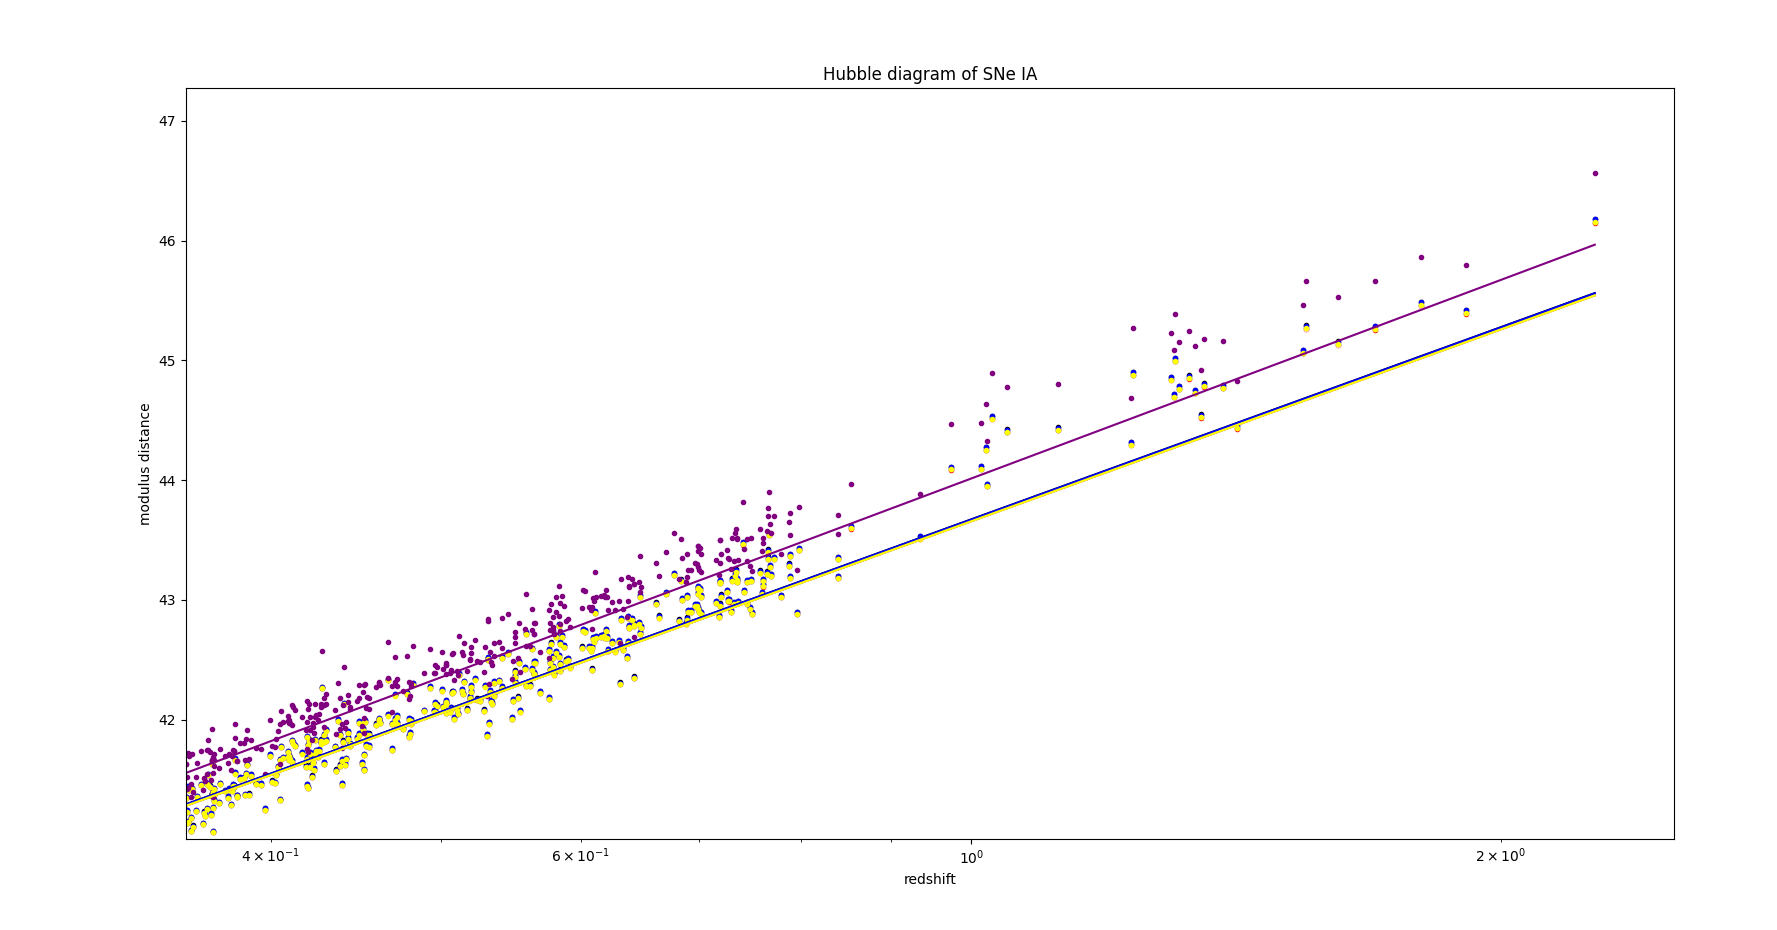 Hubble diagram of SNe IA
47
46
45
44
43
42
modulus distance
4 × 10⁻¹
6 × 10⁻¹
10⁰
2 × 10⁰
redshift